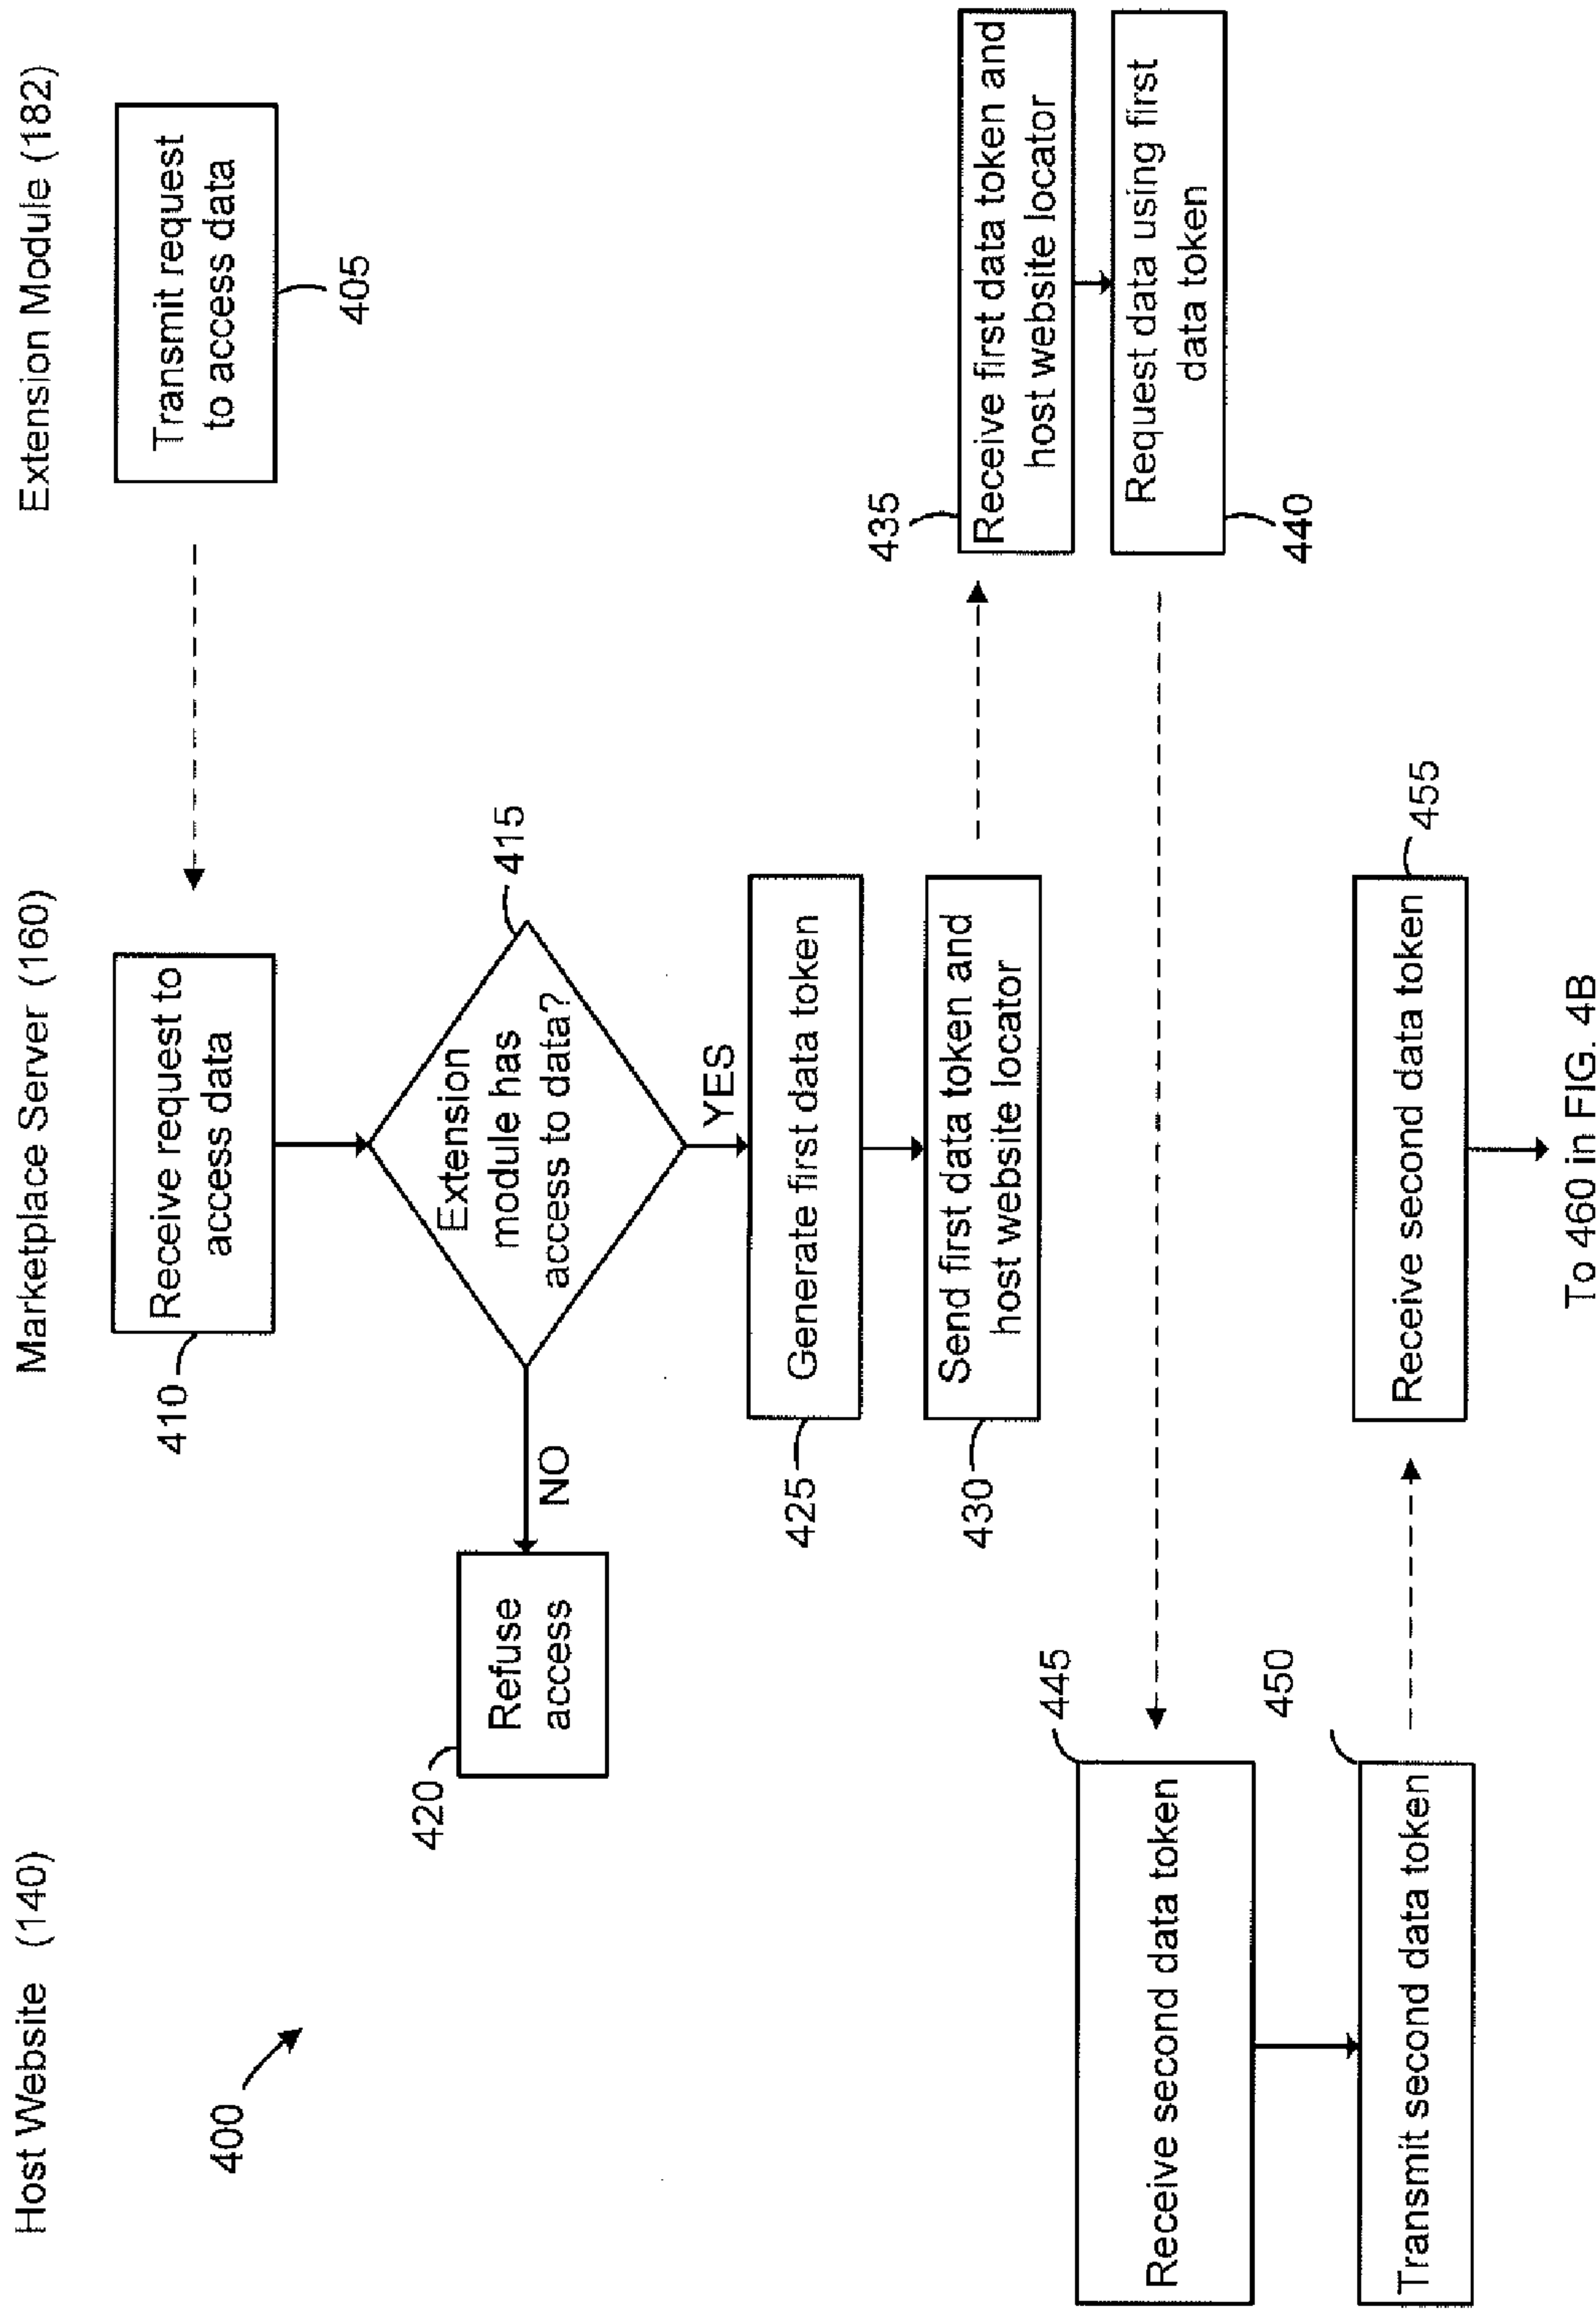 Host Website (140)
Marketplace Server (160)
Extension Module (182)
400
Transmit request
to access data
405
Receive request to
access data
410
Extension
module has
access to data?
415
NO
YES
Refuse
access
420
Generate first data token
425
Send first data token and
host website locator
430
435
Receive first data token and
host website locator
Request data using first
data token
440
445
Receive second data token
450
Transmit second data token
455
Receive second data token
To 460 in FIG. 4B